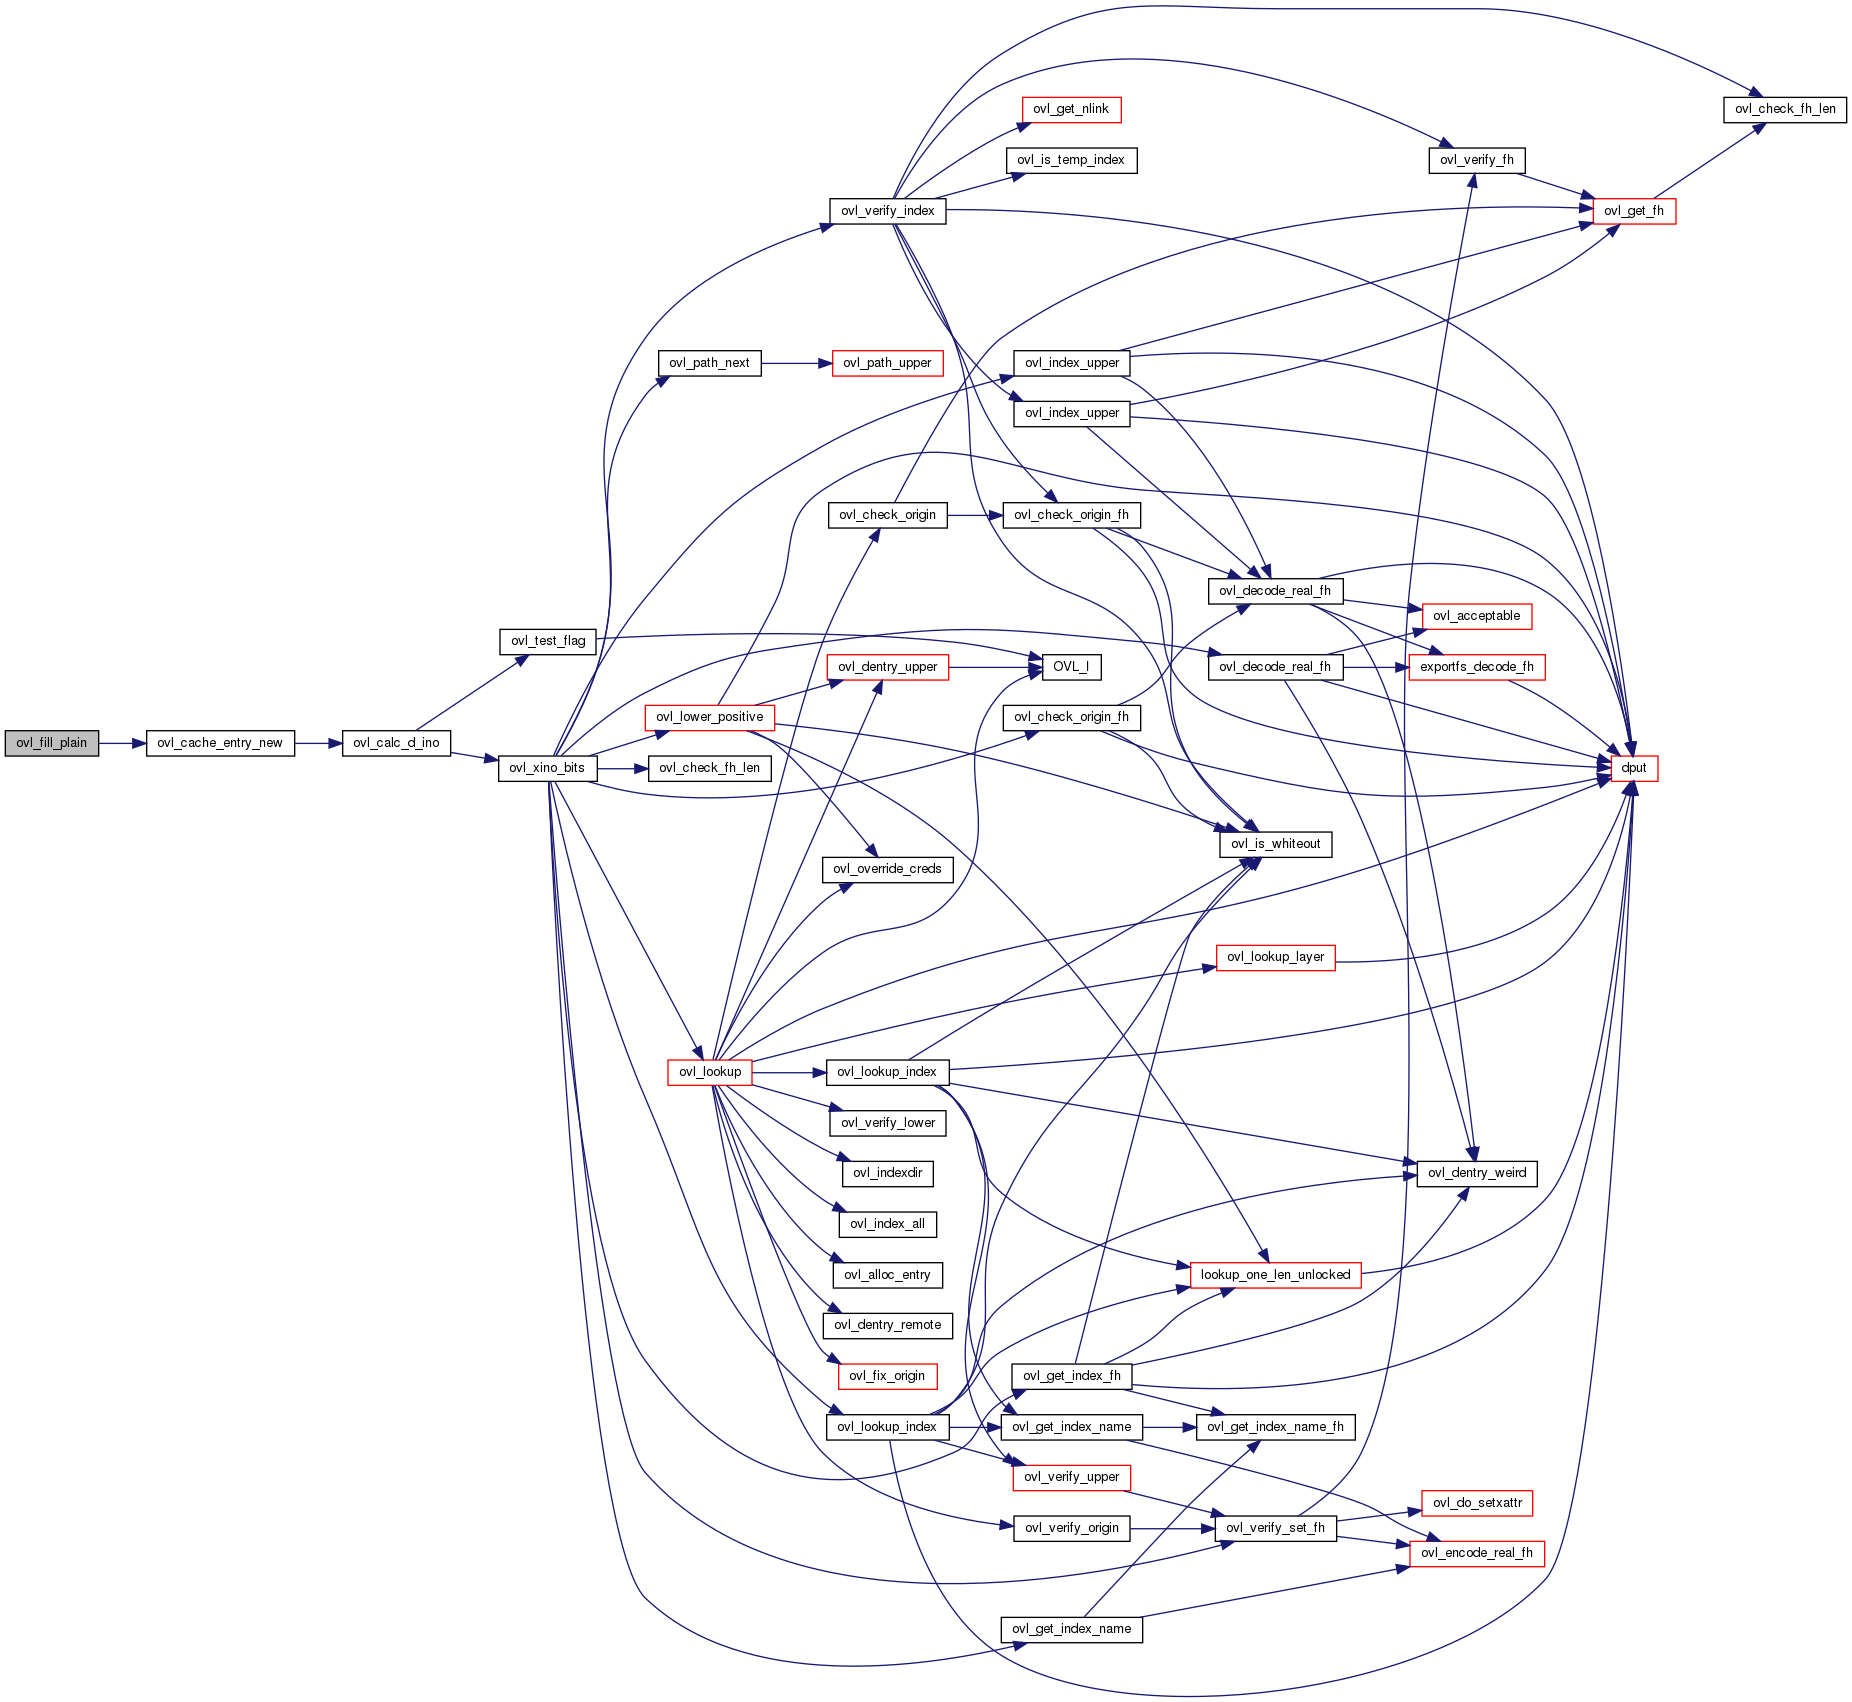 ovl_fill_plain
ovl_cache_entry_new
ovl_calc_d_ino
ovl_test_flag
ovl_xino_bits
ovl_path_next
ovl_lower_positive
ovl_check_fh_len
ovl_lookup
ovl_verify_index
ovl_path_upper
ovl_check_origin
ovl_dentry_upper
ovl_override_creds
ovl_lookup_index
ovl_verify_lower
ovl_indexdir
ovl_index_all
ovl_alloc_entry
ovl_dentry_remote
ovl_fix_origin
ovl_lookup_index
ovl_get_nlink
ovl_is_temp_index
ovl_index_upper
ovl_index_upper
ovl_check_origin_fh
OVL_I
ovl_check_origin_fh
ovl_get_index_fh
ovl_get_index_name
ovl_verify_upper
ovl_verify_origin
ovl_get_index_name
ovl_decode_real_fh
ovl_decode_real_fh
ovl_is_whiteout
ovl_lookup_layer
lookup_one_len_unlocked
ovl_get_index_name_fh
ovl_verify_set_fh
ovl_verify_fh
ovl_acceptable
exportfs_decode_fh
ovl_dentry_weird
ovl_do_setxattr
ovl_encode_real_fh
ovl_get_fh
dput
ovl_check_fh_len